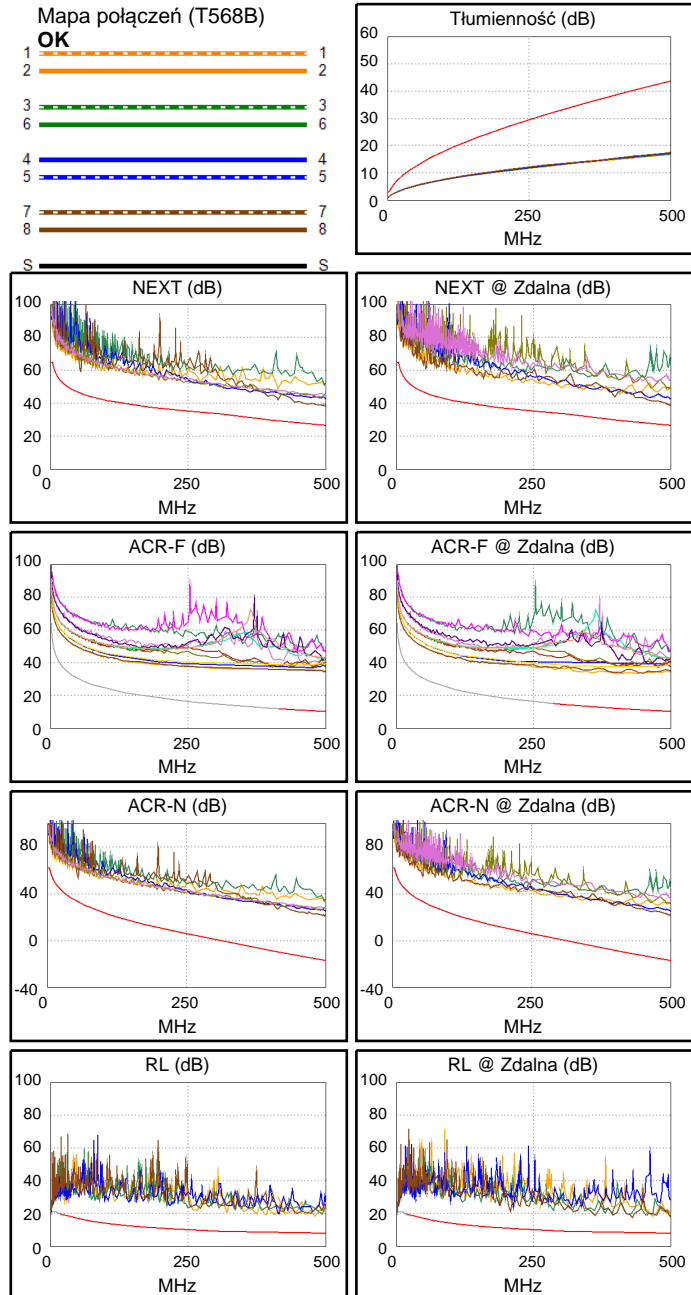 Mapa połączeń (T568B)
OK
1 1
2 2
3 3
6 6
4 4
5 5
7 7
8 8
S S
Tłumienność (dB)
60
50
40
30
20
10
0
0 250 500
MHz
NEXT (dB)
100
80
60
40
20
0
0 250 500
MHz
NEXT @ Zdalna (dB)
100
80
60
40
20
0
0 250 500
MHz
ACR-F (dB)
100
80
60
40
20
0
0 250 500
MHz
ACR-F @ Zdalna (dB)
100
80
60
40
20
0
0 250 500
MHz
ACR-N (dB)
80
40
0
-40
0 250 500
MHz
ACR-N @ Zdalna (dB)
80
40
0
-40
0 250 500
MHz
RL (dB)
100
80
60
40
20
0
0 250 500
MHz
RL @ Zdalna (dB)
100
80
60
40
20
0
0 250 500
MHz